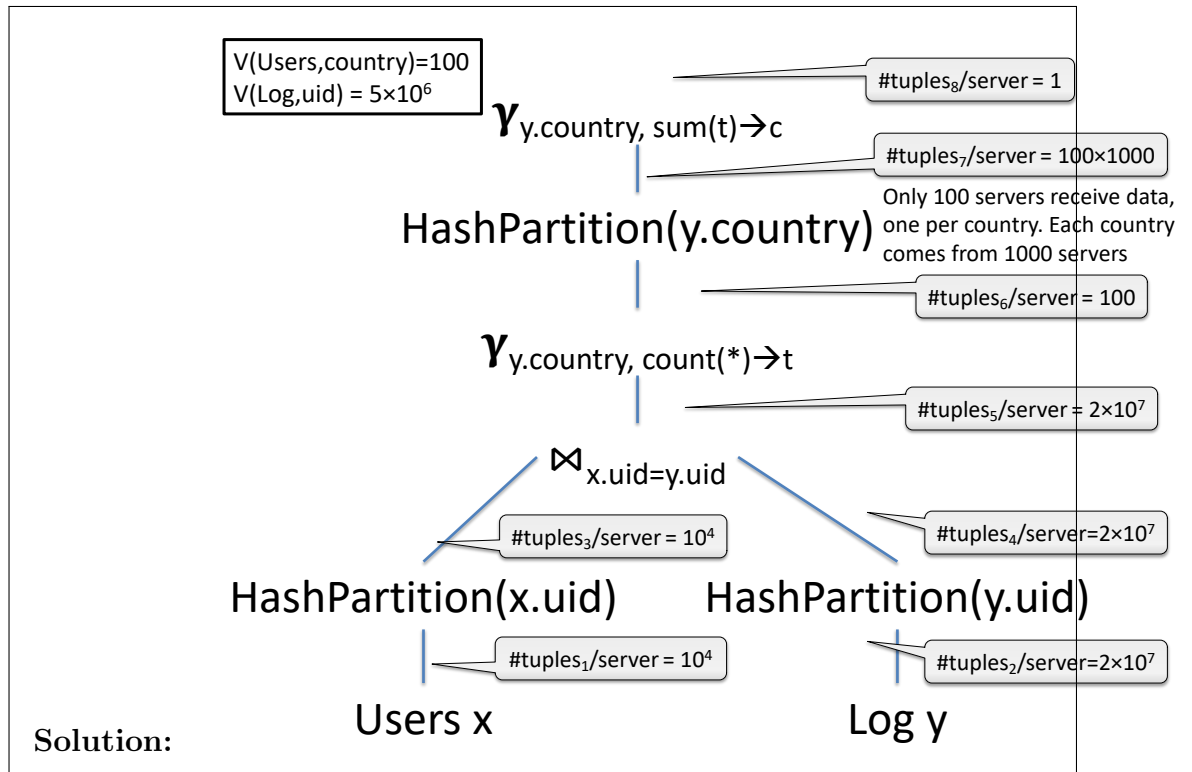 V(Users,country)=100
V(Log,uid) = 5×10⁶
#tuples₈/server = 1
γ y.country, sum(t)→c
#tuples₇/server = 100×1000
HashPartition(y.country)
Only 100 servers receive data,
one per country. Each country
comes from 1000 servers
#tuples₆/server = 100
γ y.country, count(*)→t
#tuples₅/server = 2×10⁷
⋈ x.uid=y.uid
#tuples₃/server = 10⁴
#tuples₄/server=2×10⁷
HashPartition(x.uid)
HashPartition(y.uid)
#tuples₁/server = 10⁴
#tuples₂/server=2×10⁷
Users x
Log y
Solution: